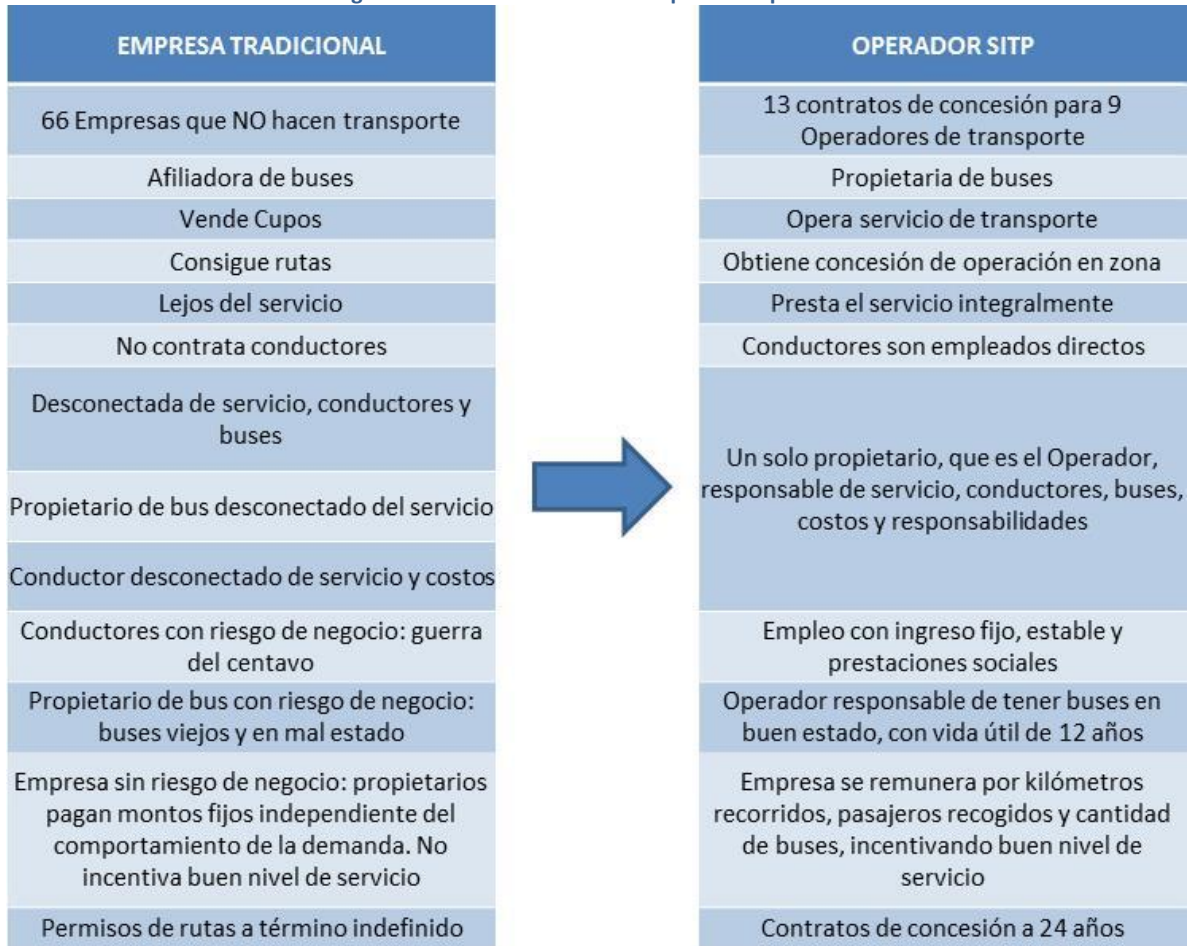 EMPRESA TRADICIONAL
66 Empresas que NO hacen transporte
Afiliadora de buses
Vende Cupos
Consigue rutas
Lejos del servicio
No contrata conductores
Desconectada de servicio, conductores y
buses
Propietario de bus desconectado del servicio
Conductor desconectado de servicio y costos
Conductores con riesgo de negocio: guerra
del centavo
Propietario de bus con riesgo de negocio:
buses viejos y en mal estado
Empresa sin riesgo de negocio: propietarios
pagan montos fijos independiente del
comportamiento de la demanda. No
incentiva buen nivel de servicio
Permisos de rutas a término indefinido
OPERADOR SITP
13 contratos de concesión para 9
Operadores de transporte
Propietaria de buses
Opera servicio de transporte
Obtiene concesión de operación en zona
Presta el servicio integralmente
Conductores son empleados directos
Un solo propietario, que es el Operador,
responsable de servicio, conductores, buses,
costos y responsabilidades
Empleo con ingreso fijo, estable y
prestaciones sociales
Operador responsable de tener buses en
buen estado, con vida útil de 12 años
Empresa se remunera por kilómetros
recorridos, pasajeros recogidos y cantidad
de buses, incentivando buen nivel de
servicio
Contratos de concesión a 24 años